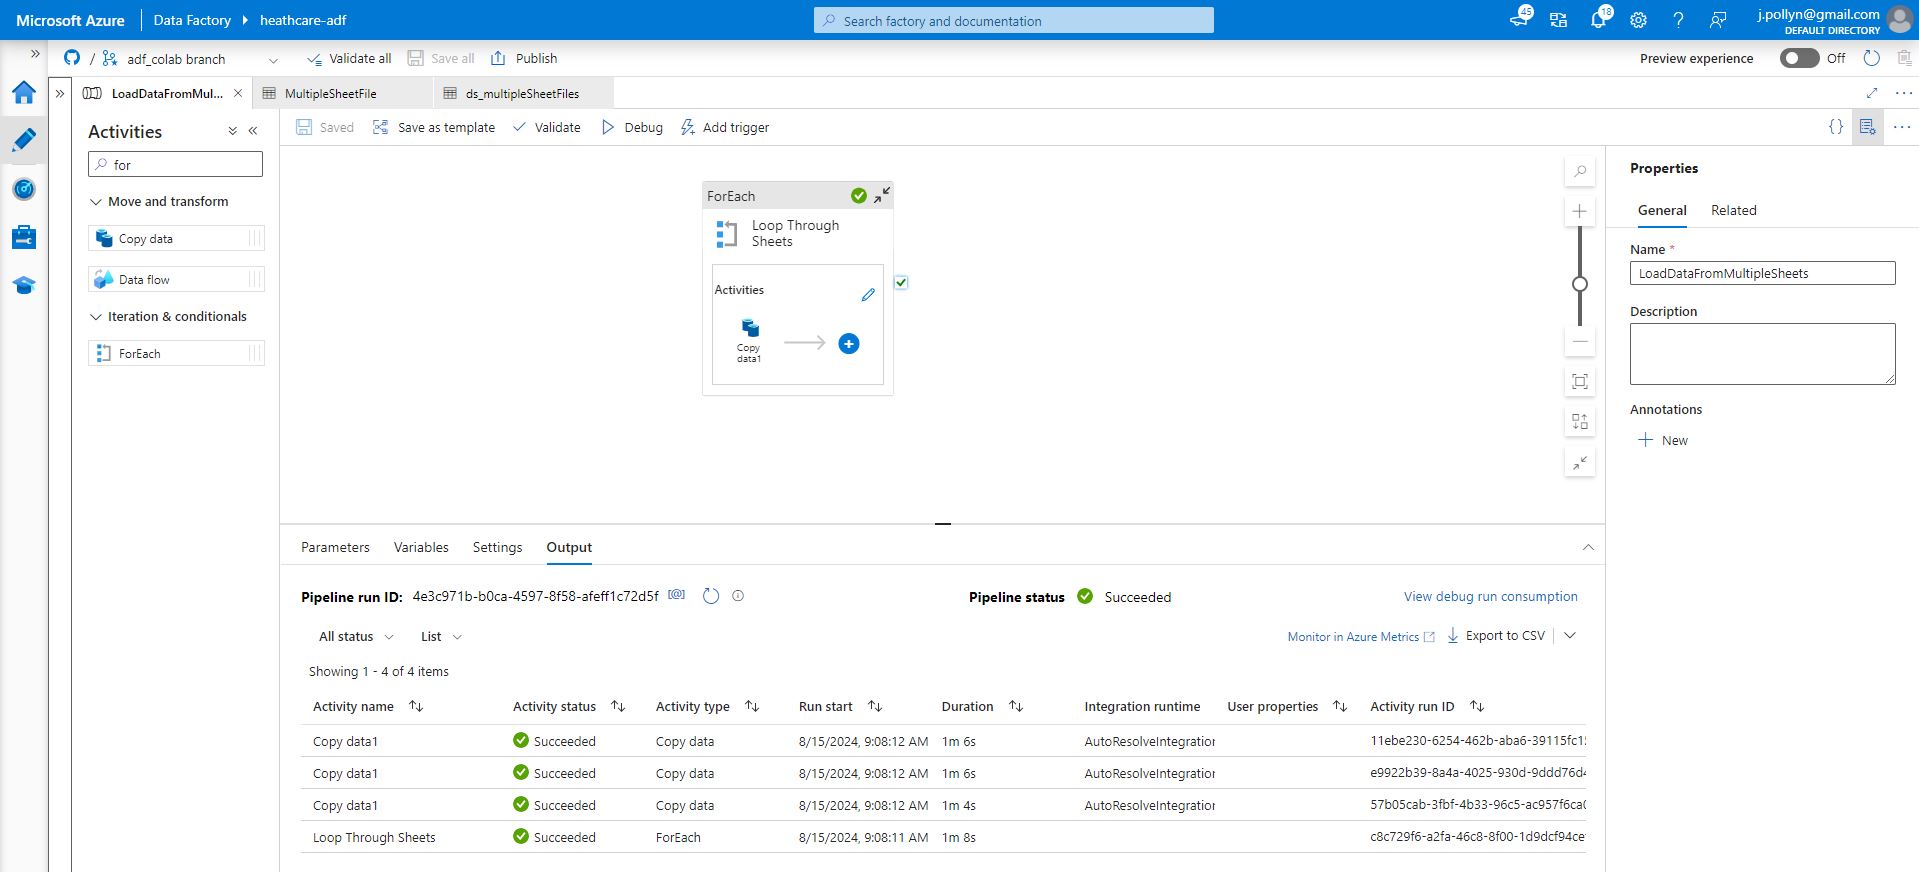 Microsoft Azure
Data Factory
heathcare-adf
Search factory and documentation
45
18
j.pollyn@gmail.com
DEFAULT DIRECTORY
/
adf_colab branch
Validate all
Save all
Publish
Preview experience
Off
LoadDataFromMul...
MultipleSheetFile
ds_multipleSheetFiles
Activities
for
Move and transform
Copy data
Data flow
Iteration & conditionals
ForEach
Saved
Save as template
Validate
Debug
Add trigger
{}
ForEach
Loop Through
Sheets
Activities
Copy
data1
Properties
General
Related
Name *
LoadDataFromMultipleSheets
Description
Annotations
New
Parameters
Variables
Settings
Output
Pipeline run ID: 4e3c971b-b0ca-4597-8f58-afeff1c72d5f
[@]
Pipeline status Succeeded
View debug run consumption
All status
List
Monitor in Azure Metrics
Export to CSV
Showing 1 - 4 of 4 items
Activity name Activity status Activity type Run start Duration Integration runtime User properties Activity run ID
Copy data1 Succeeded Copy data 8/15/2024, 9:08:12 AM 1m 6s AutoResolveIntegration 11ebe230-6254-462b-aba6-39115fc15
Copy data1 Succeeded Copy data 8/15/2024, 9:08:12 AM 1m 6s AutoResolveIntegration e9922b39-8a4a-4025-930d-9ddd76d4
Copy data1 Succeeded Copy data 8/15/2024, 9:08:12 AM 1m 4s AutoResolveIntegration 57b05cab-3fbf-4b33-96c5-ac957f6ca0
Loop Through Sheets Succeeded ForEach 8/15/2024, 9:08:11 AM 1m 8s c8c729f6-a2fa-46c8-8f00-1d9dcf94ce